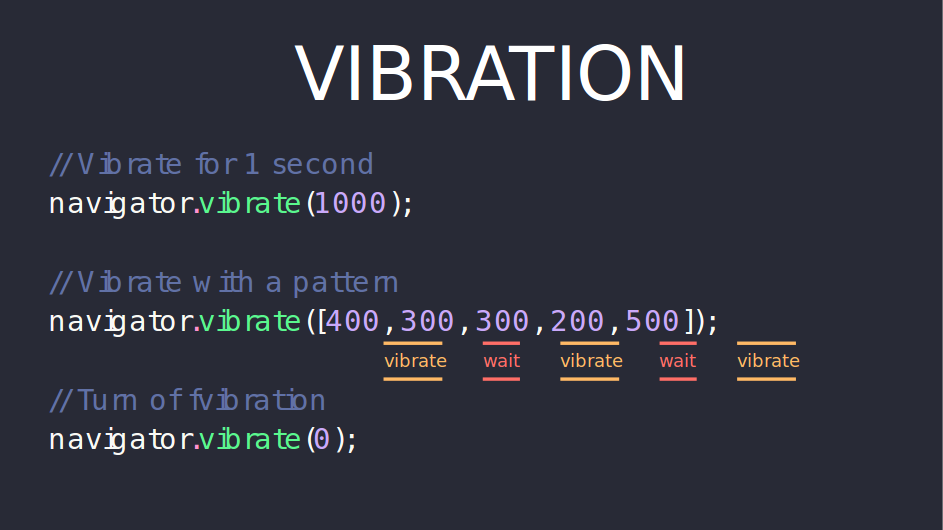 VIBRATION
//Vibrate for 1 second
navigator.vibrate(1000);
//Vibrate with a pattern
navigator.vibrate([400,300,300,200,500]);
vibrate wait vibrate wait vibrate
//Turn off vibration
navigator.vibrate(0);